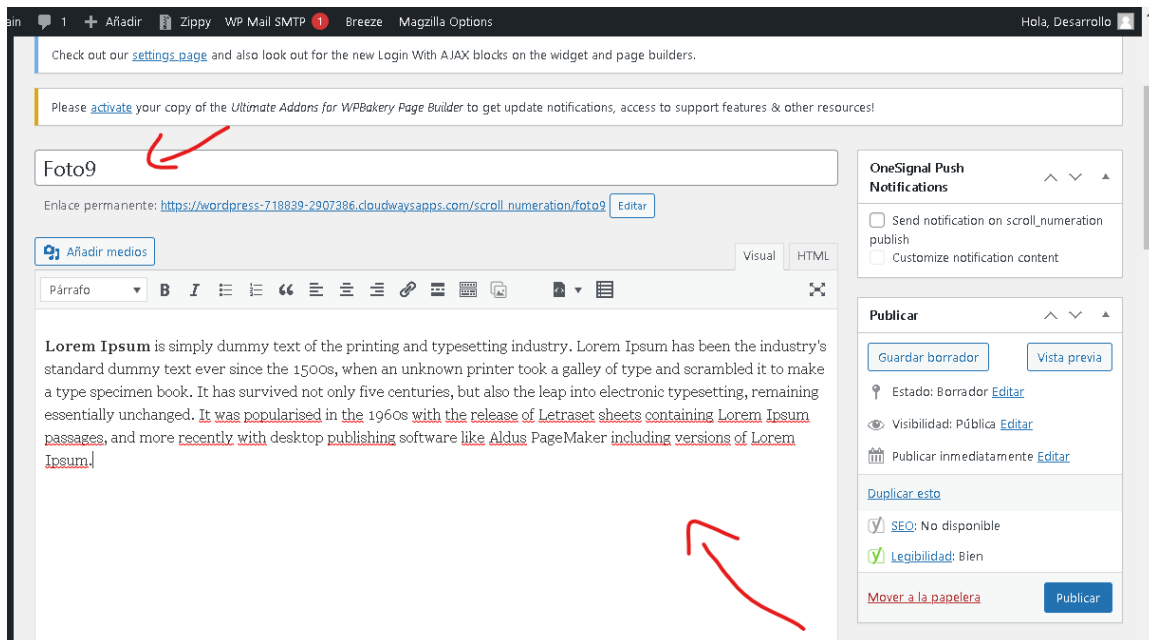 ain 1 + Añadir Zippy WP Mail SMTP 1 Breeze Magzilla Options Hola, Desarrollo
Check out our settings page and also look out for the new Login With AJAX blocks on the widget and page builders.
Please activate your copy of the Ultimate Addons for WPBakery Page Builder to get update notifications, access to support features & other resources!
Foto9
Enlace permanente: https://wordpress-718839-2907386.cloudwaysapps.com/scroll_numeration/foto9 Editar
Añadir medios
Visual HTML
Párrafo
Lorem Ipsum is simply dummy text of the printing and typesetting industry. Lorem Ipsum has been the industry's
standard dummy text ever since the 1500s, when an unknown printer took a galley of type and scrambled it to make
a type specimen book. It has survived not only five centuries, but also the leap into electronic typesetting, remaining
essentially unchanged. It was popularised in the 1960s with the release of Letraset sheets containing Lorem Ipsum
passages, and more recently with desktop publishing software like Aldus PageMaker including versions of Lorem
Ipsum.
OneSignal Push
Notifications
Send notification on scroll_numeration
publish
Customize notification content
Publicar
Guardar borrador Vista previa
Estado: Borrador Editar
Visibilidad: Pública Editar
Publicar inmediatamente Editar
Duplicar esto
SEO: No disponible
Legibilidad: Bien
Mover a la papelera Publicar